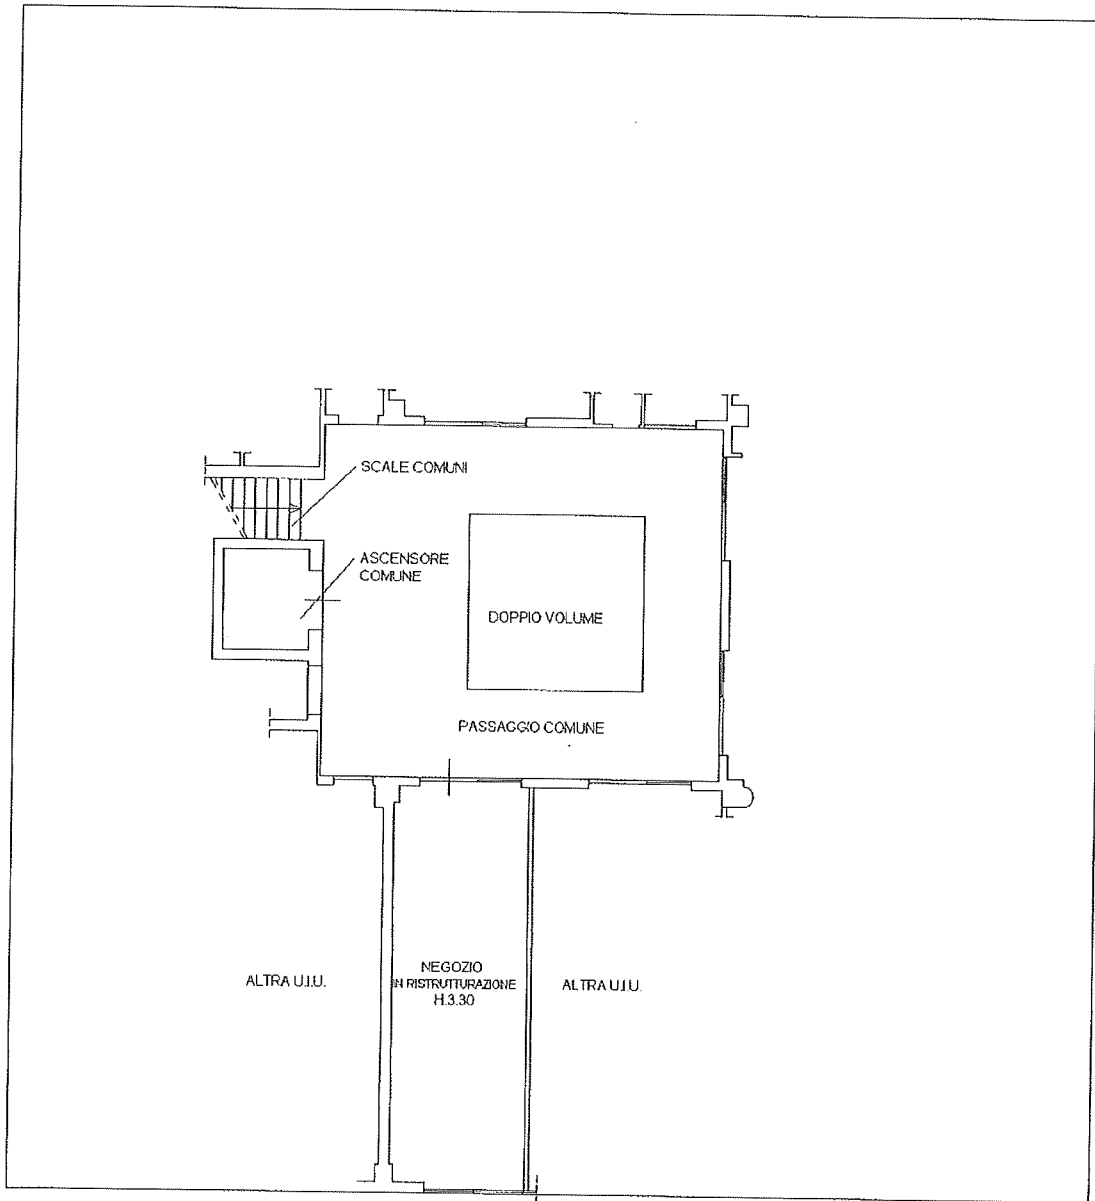 SCALE COMUNI
ASCENSORE
COMUNE
DOPPIO VOLUME
PASSAGGIO COMUNE
ALTRA U.I.U.
NEGOZIO
IN RISTRUTTURAZIONE
H.3.30
ALTRA U.I.U.